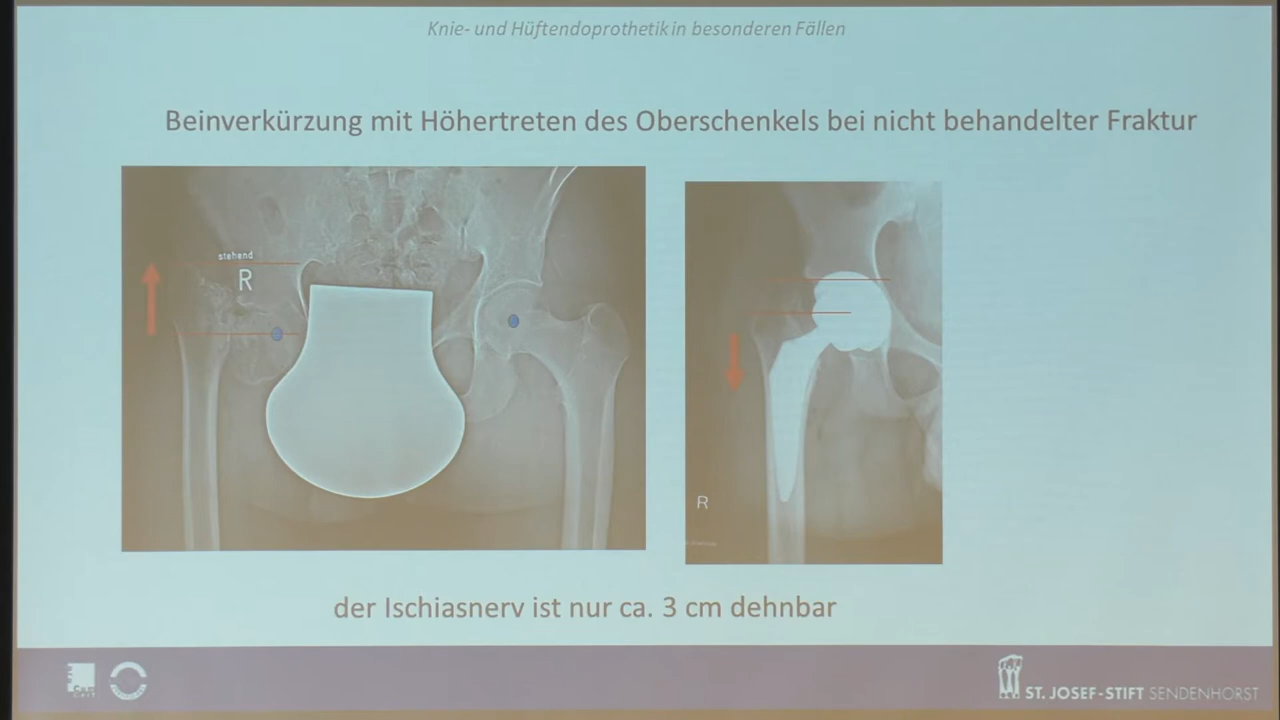 Knie- und Hüftendoprothetik in besonderen Fällen
Beinverkürzung mit Höhertreten des Oberschenkels bei nicht behandelter Fraktur
stehend
R
R
der Ischiasnerv ist nur ca. 3 cm dehnbar
ST. JOSEF-STIFT SENDENHORST